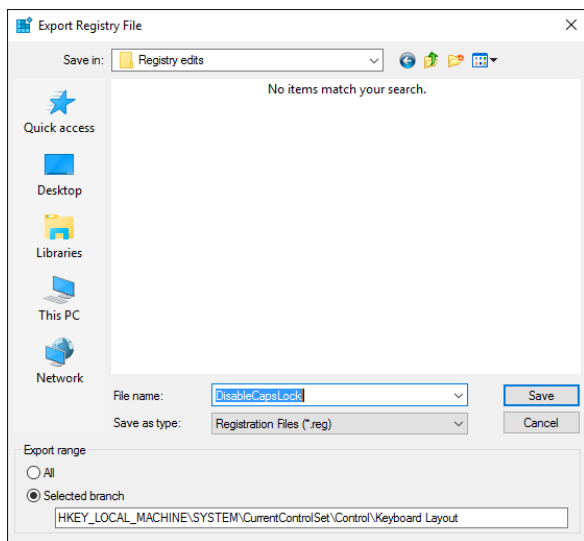 Export Registry File
Save in: Registry edits
No items match your search.
Quick access
Desktop
Libraries
This PC
Network
File name: DisableCapsLock Save
Save as type: Registration Files (*.reg) Cancel
Export range
All
Selected branch
HKEY_LOCAL_MACHINE\SYSTEM\CurrentControlSet\Control\Keyboard Layout